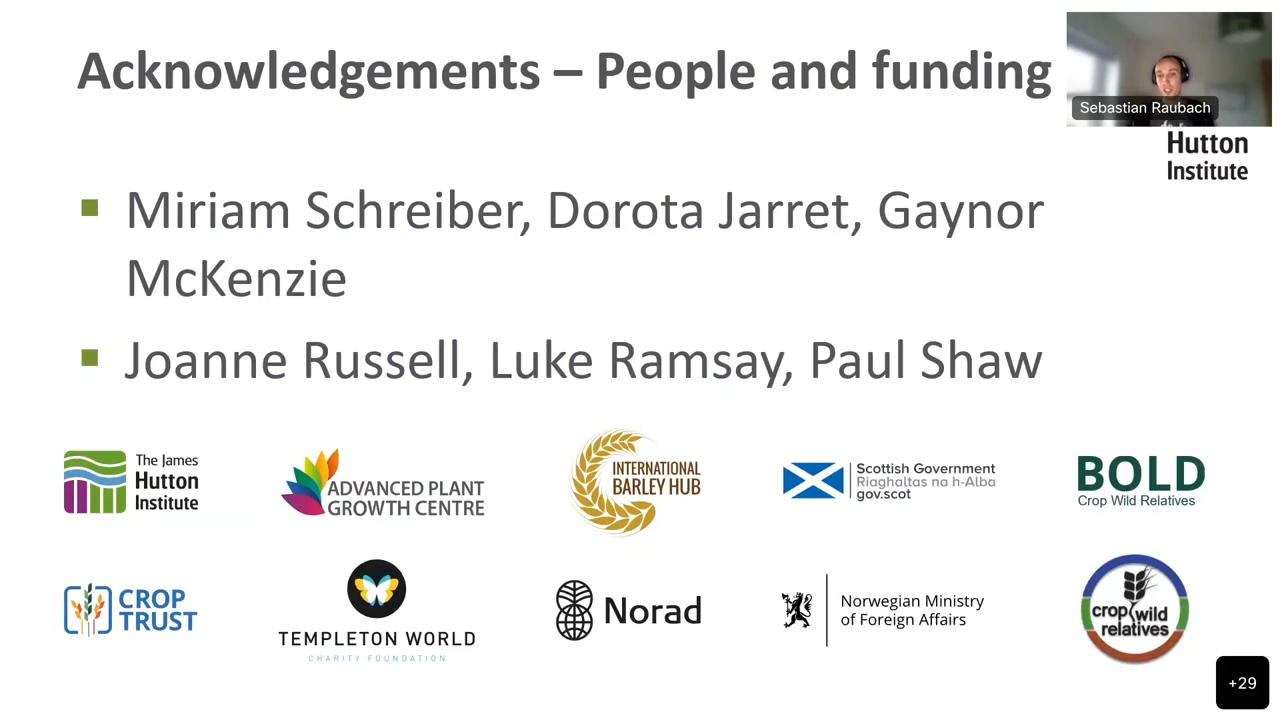 Acknowledgements – People and funding
Sebastian Raubach
Hutton
Institute
Miriam Schreiber, Dorota Jarret, Gaynor
McKenzie
Joanne Russell, Luke Ramsay, Paul Shaw
The James
Hutton
Institute
ADVANCED PLANT
GROWTH CENTRE
INTERNATIONAL
BARLEY HUB
Scottish Government
Riaghaltas na h-Alba
gov.scot
BOLD
Crop Wild Relatives
CROP
TRUST
TEMPLETON WORLD
CHARITY FOUNDATION
Norad
Norwegian Ministry
of Foreign Affairs
crop wild
relatives
+29